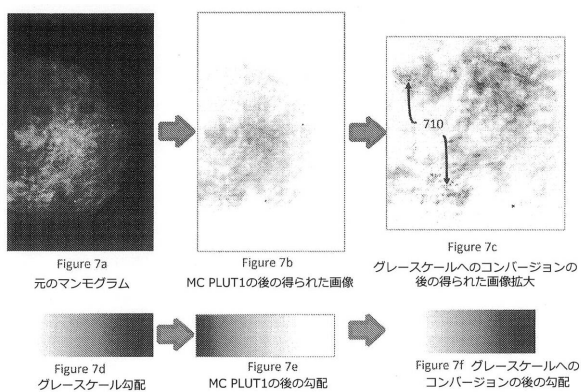 710
Figure 7a
元のマンモグラム
Figure 7b
MC PLUT1の後の得られた画像
Figure 7c
グレースケールへのコンバージョンの
後の得られた画像拡大
Figure 7d
グレースケール勾配
Figure 7e
MC PLUT1の後の勾配
Figure 7f グレースケールへの
コンバージョンの後の勾配